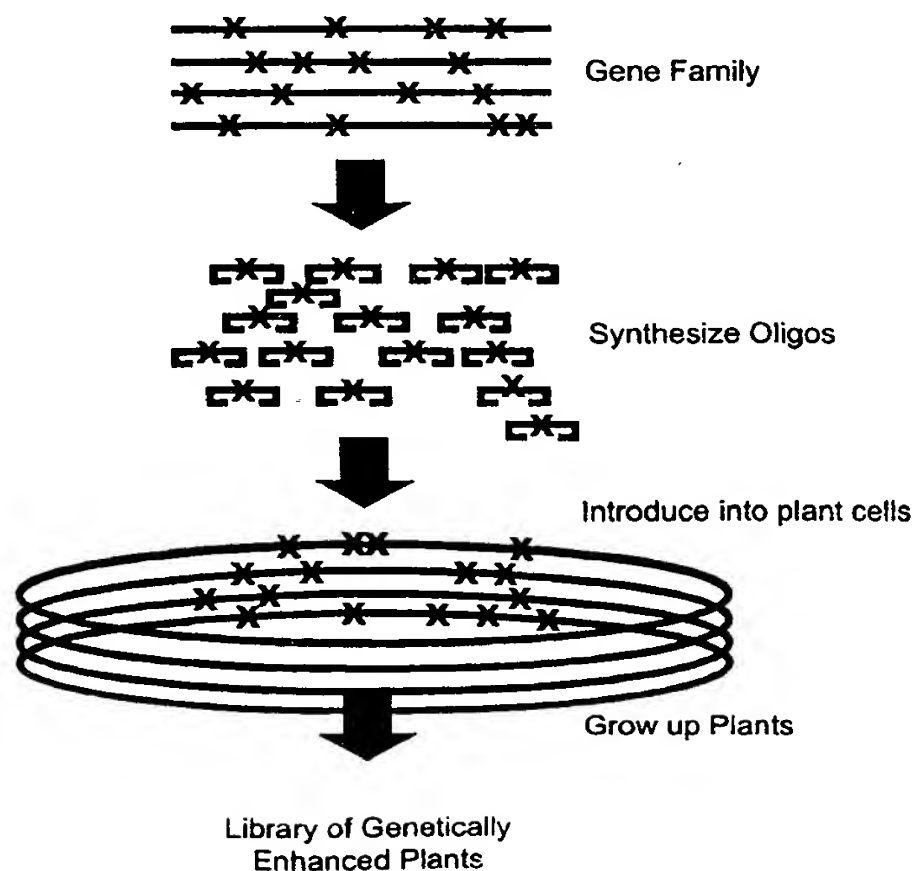 Gene Family
Synthesize Oligos
Introduce into plant cells
Grow up Plants
Library of Genetically
Enhanced Plants